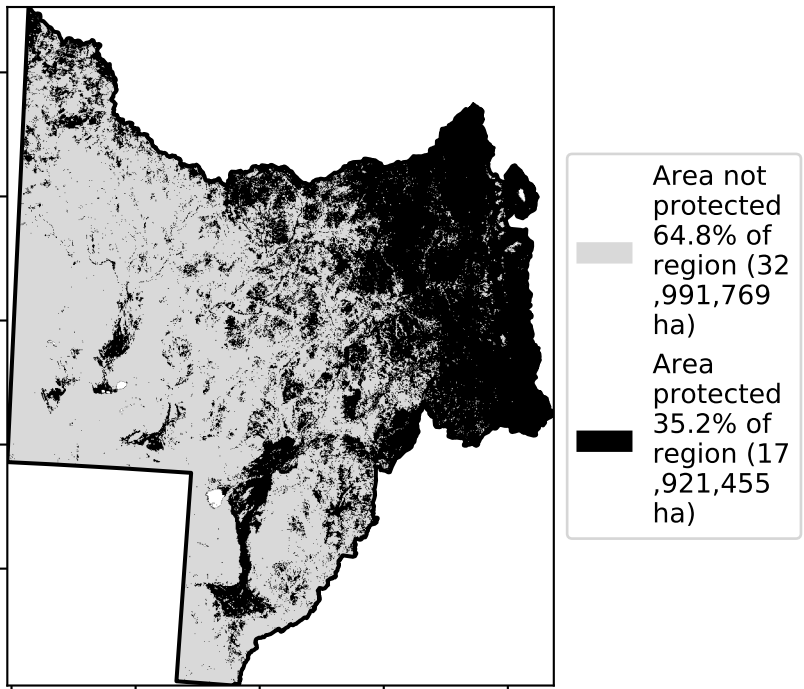 Area not
protected
64.8% of
region (32
,991,769
ha)
Area
protected
35.2% of
region (17
,921,455
ha)